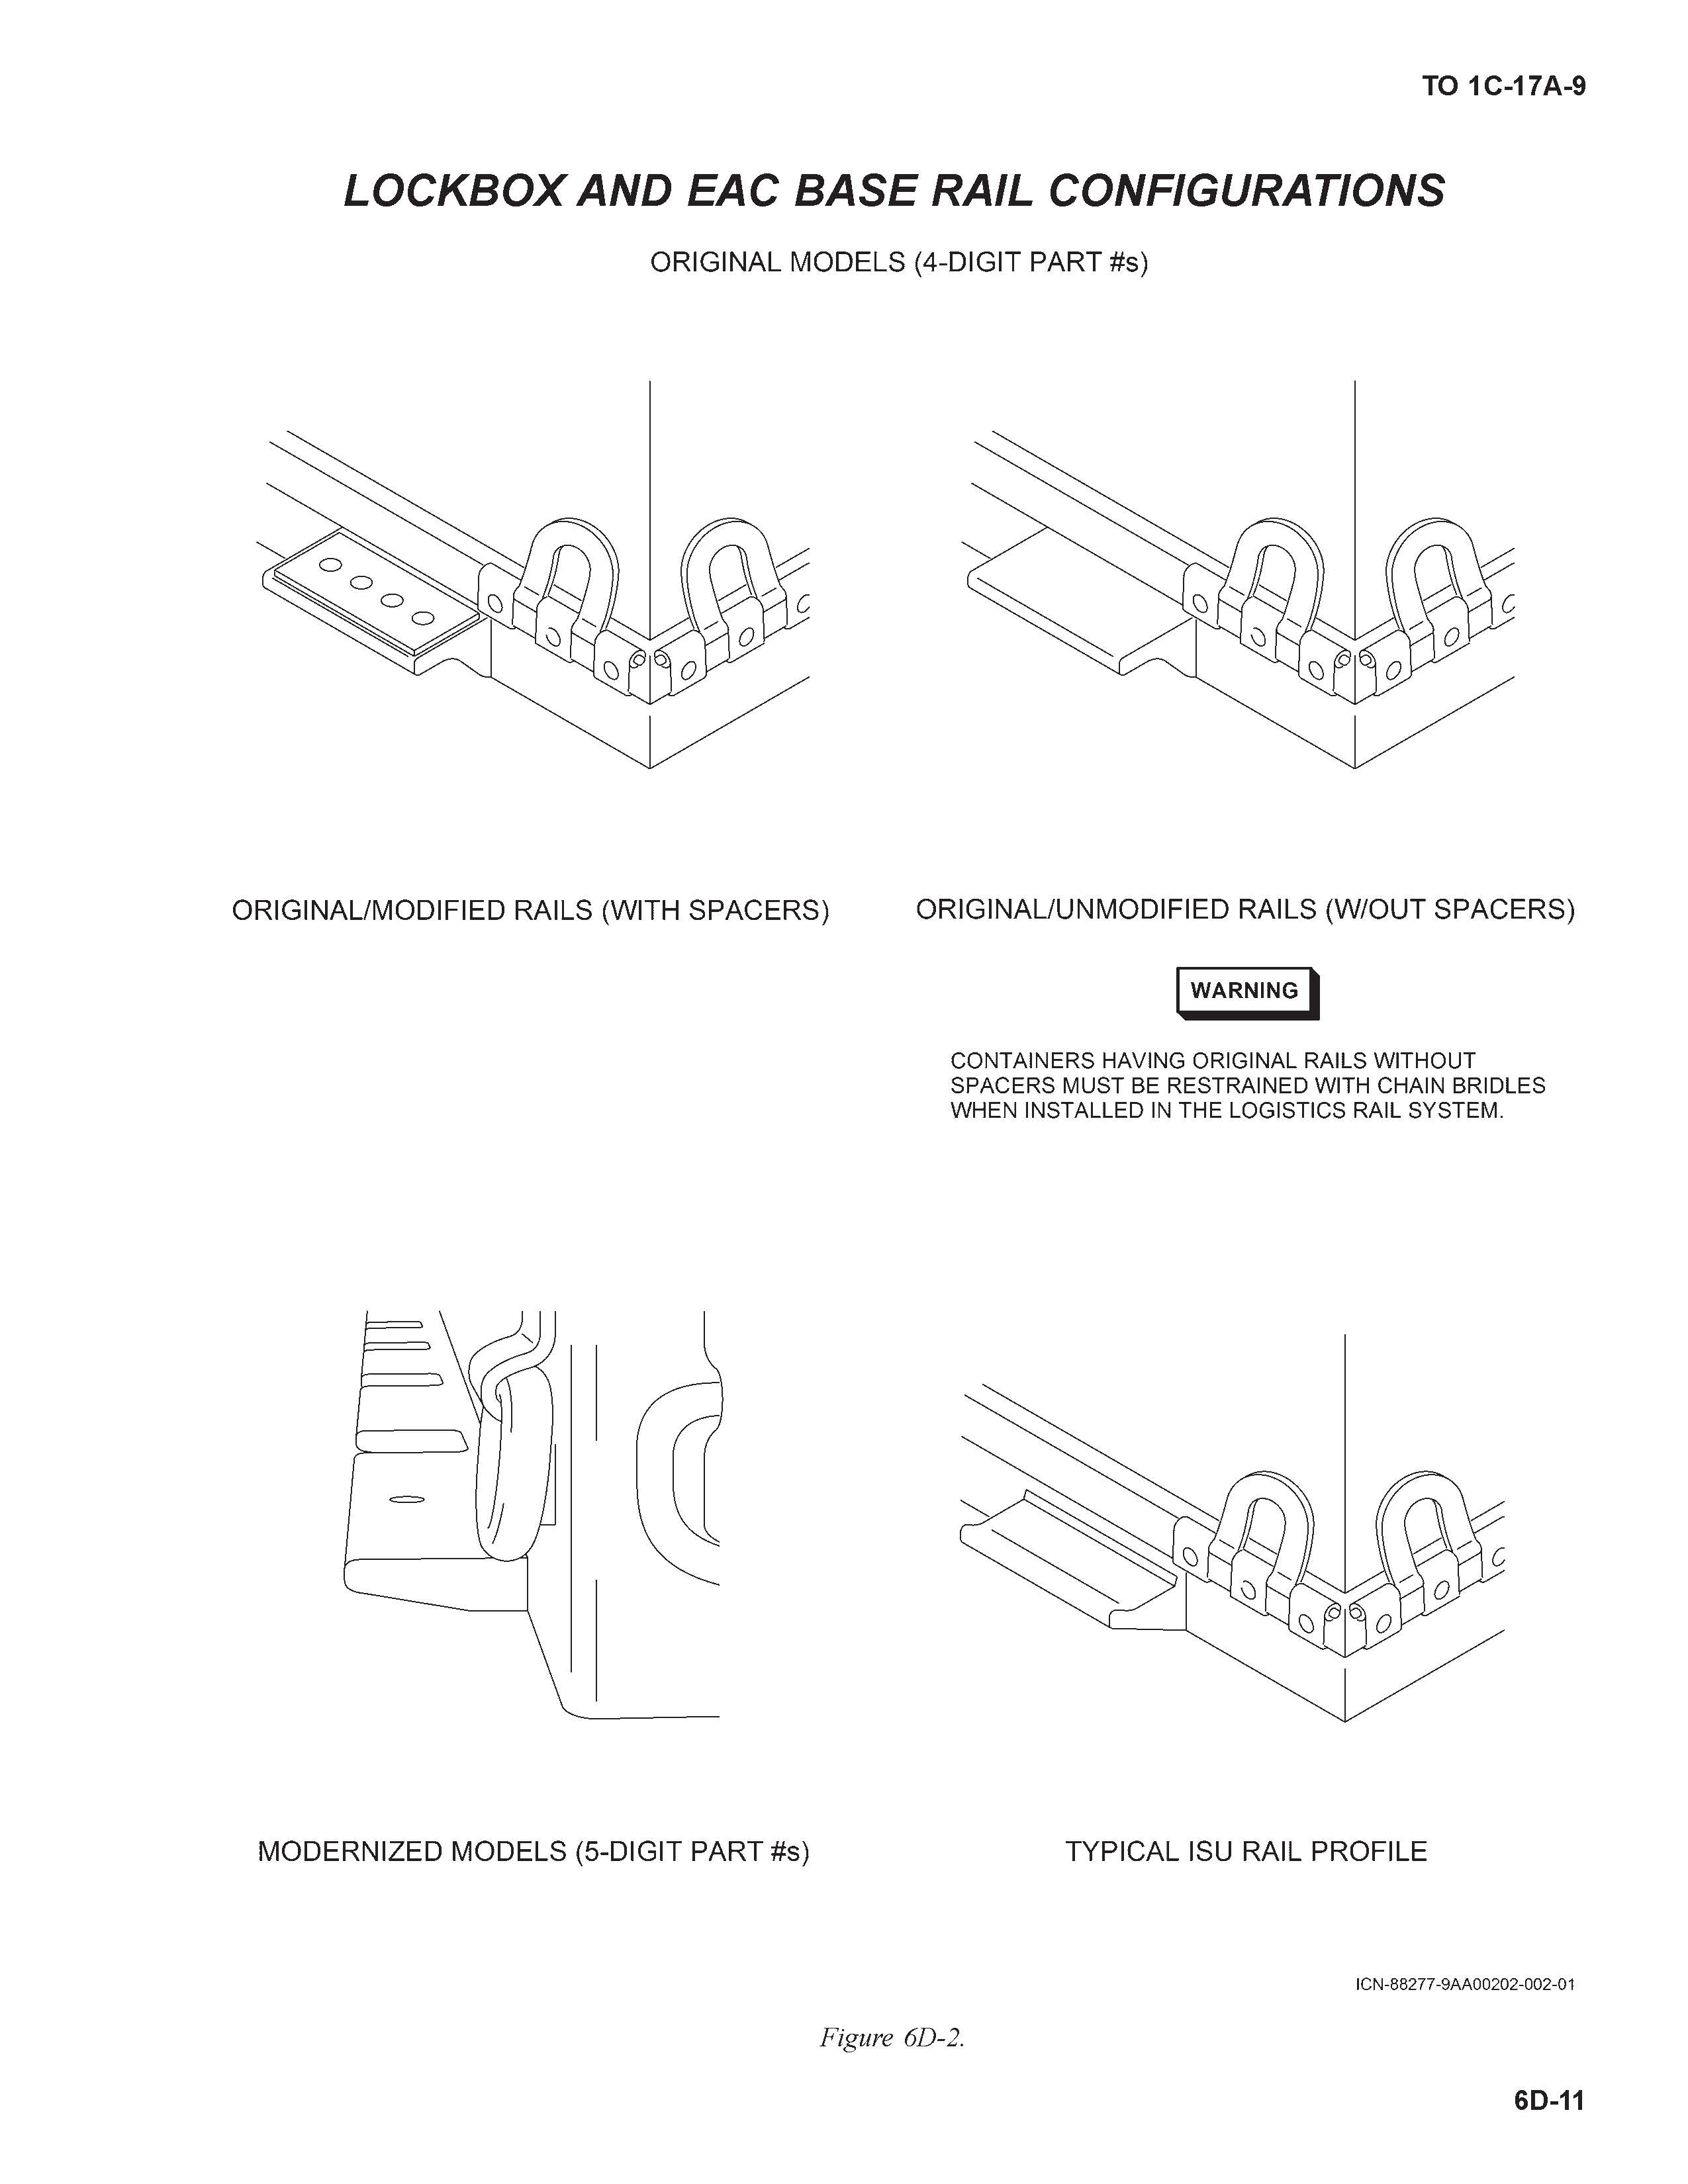 TO 1C-17A-9
LOCKBOX AND EAC BASE RAIL CONFIGURATIONS
ORIGINAL MODELS (4-DIGIT PART #s)
ORIGINAL/MODIFIED RAILS (WITH SPACERS)
ORIGINAL/UNMODIFIED RAILS (W/OUT SPACERS)
WARNING
CONTAINERS HAVING ORIGINAL RAILS WITHOUT
SPACERS MUST BE RESTRAINED WITH CHAIN BRIDLES
WHEN INSTALLED IN THE LOGISTICS RAIL SYSTEM.
MODERNIZED MODELS (5-DIGIT PART #s)
TYPICAL ISU RAIL PROFILE
ICN-88277-9AA00202-002-01
Figure 6D-2.
6D-11